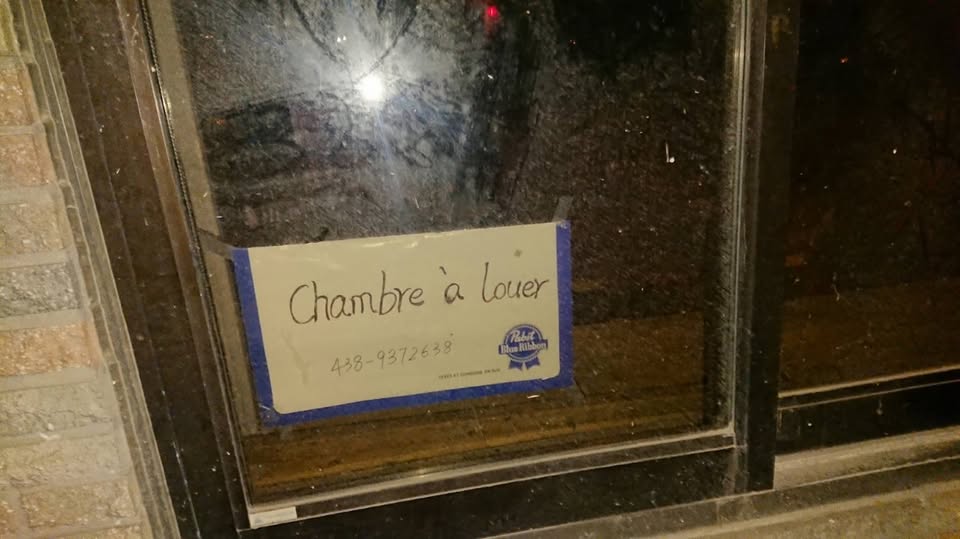 Chambre à Louer
438-9372638
Pabst
Blue Ribbon